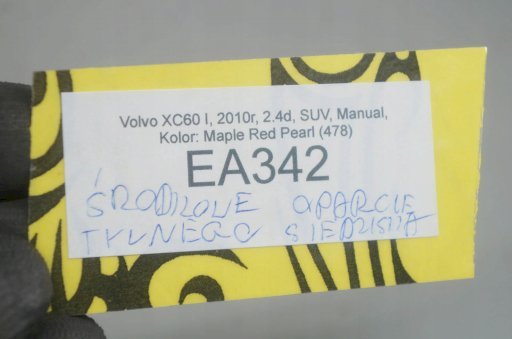 Volvo XC60 I, 2010r, 2.4d, SUV, Manual,
Kolor: Maple Red Pearl (478)
EA342
ŚRODKOWE OPARCIE
TYLNEGO SIEDZISKA